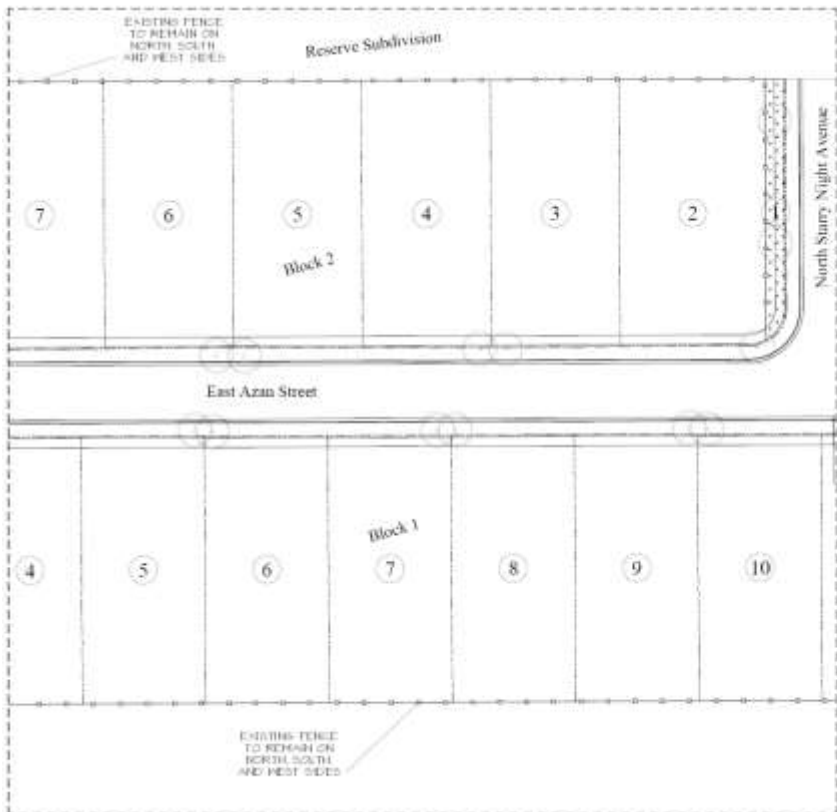 EXISTING FENCE
TO REMAIN ON
NORTH, SOUTH
AND WEST SIDES
Reserve Subdivision
North Starry Night Avenue
7
6
5
4
3
2
1
Block 2
East Azan Street
Block 1
4
5
6
7
8
9
10
EXISTING FENCE
TO REMAIN ON
NORTH, SOUTH
AND WEST SIDES